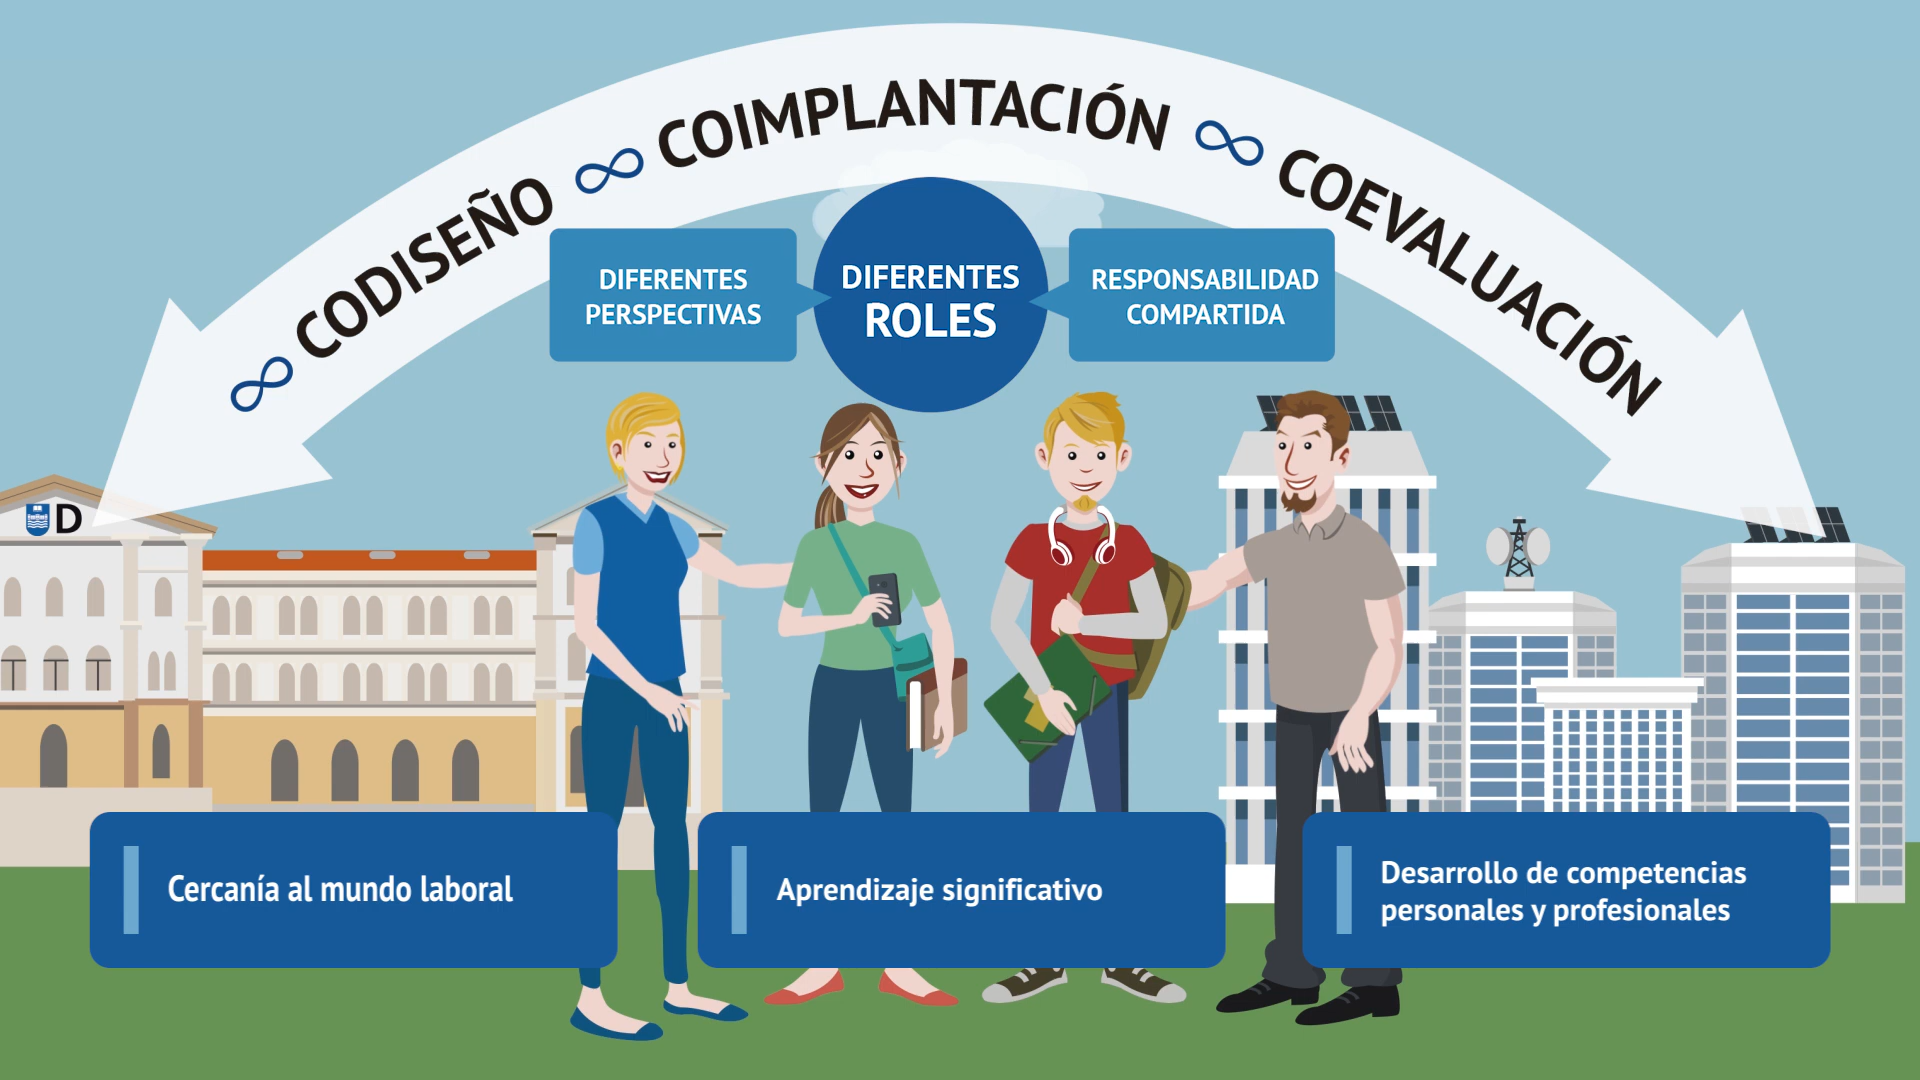 ∞ CODISEÑO ∞ COIMPLANTACIÓN ∞ COEVALUACIÓN
DIFERENTES
PERSPECTIVAS
DIFERENTES
ROLES
RESPONSABILIDAD
COMPARTIDA
D
Cercanía al mundo laboral
Aprendizaje significativo
Desarrollo de competencias
personales y profesionales